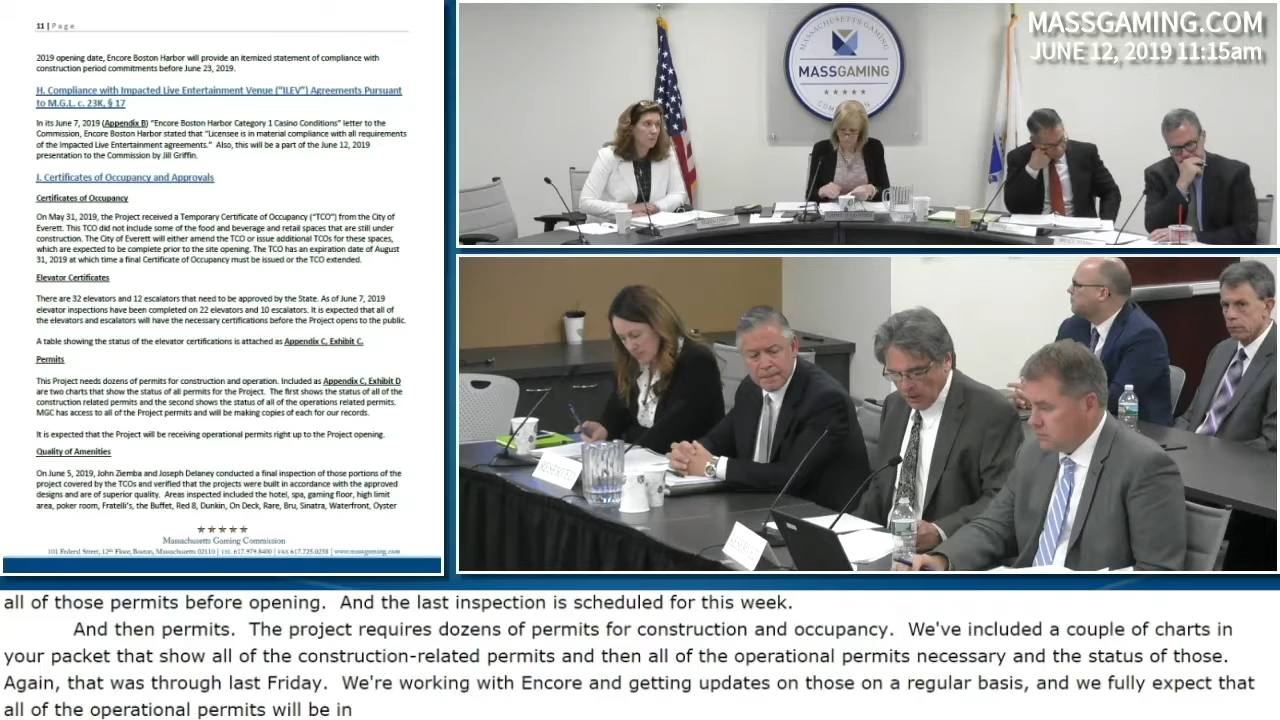 11 | P a g e
2019 opening date, Encore Boston Harbor will provide an itemized statement of compliance with
construction period commitments before June 23, 2019.
H. Compliance with Impacted Live Entertainment Venue ("ILEV") Agreements Pursuant
to M.G.L. c. 23K, § 17
In its June 7, 2019 (Appendix B) "Encore Boston Harbor Category 1 Casino Conditions" letter to the
Commission, Encore Boston Harbor stated that "Licensee is in material compliance with all requirements
of the Impacted Live Entertainment agreements." Also, this will be a part of the June 12, 2019
presentation to the Commission by Jill Griffin.
I. Certificates of Occupancy and Approvals
Certificates of Occupancy
On May 31, 2019, the Project received a Temporary Certificate of Occupancy ("TCO") from the City of
Everett. This TCO did not include some of the food and beverage and retail spaces that are still under
construction. The City of Everett will either amend the TCO or issue additional TCOs for these spaces,
which are expected to be complete prior to the site opening. The TCO has an expiration date of August
31, 2019 at which time a final Certificate of Occupancy must be issued or the TCO extended.
Elevator Certificates
There are 32 elevators and 12 escalators that need to be approved by the State. As of June 7, 2019
elevator inspections have been completed on 22 elevators and 10 escalators. It is expected that all of
the elevators and escalators will have the necessary certifications before the Project opens to the public.
A table showing the status of the elevator certifications is attached as Appendix C, Exhibit C.
Permits
This Project needs dozens of permits for construction and operation. Included as Appendix C, Exhibit D
are two charts that show the status of all permits for the Project. The first shows the status of all of the
construction related permits and the second shows the status of all of the operations related permits.
MGC has access to all of the Project permits and will be making copies of each for our records.
It is expected that the Project will be receiving operational permits right up to the Project opening.
Quality of Amenities
On June 5, 2019, John Ziemba and Joseph Delaney conducted a final inspection of those portions of the
project covered by the TCOs and verified that the projects were built in accordance with the approved
designs and are of superior quality. Areas inspected included the hotel, spa, gaming floor, high limit
area, poker room, Fratelli's, the Buffet, Red 8, Dunkin, On Deck, Rare, Bru, Sinatra, Waterfront, Oyster
★ ★ ★ ★ ★
Massachusetts Gaming Commission
101 Federal Street, 12th Floor, Boston, Massachusetts 02110 | TEL 617.979.8400 | FAX 617.725.0258 | www.massgaming.com
MASSACHUSETTS GAMING
MASSGAMING
★ ★ ★ ★ ★
MASSGAMING.COM
JUNE 12, 2019 11:15am
RESERVED
all of those permits before opening. And the last inspection is scheduled for this week.
And then permits. The project requires dozens of permits for construction and occupancy. We've included a couple of charts in
your packet that show all of the construction-related permits and then all of the operational permits necessary and the status of those.
Again, that was through last Friday. We're working with Encore and getting updates on those on a regular basis, and we fully expect that
all of the operational permits will be in